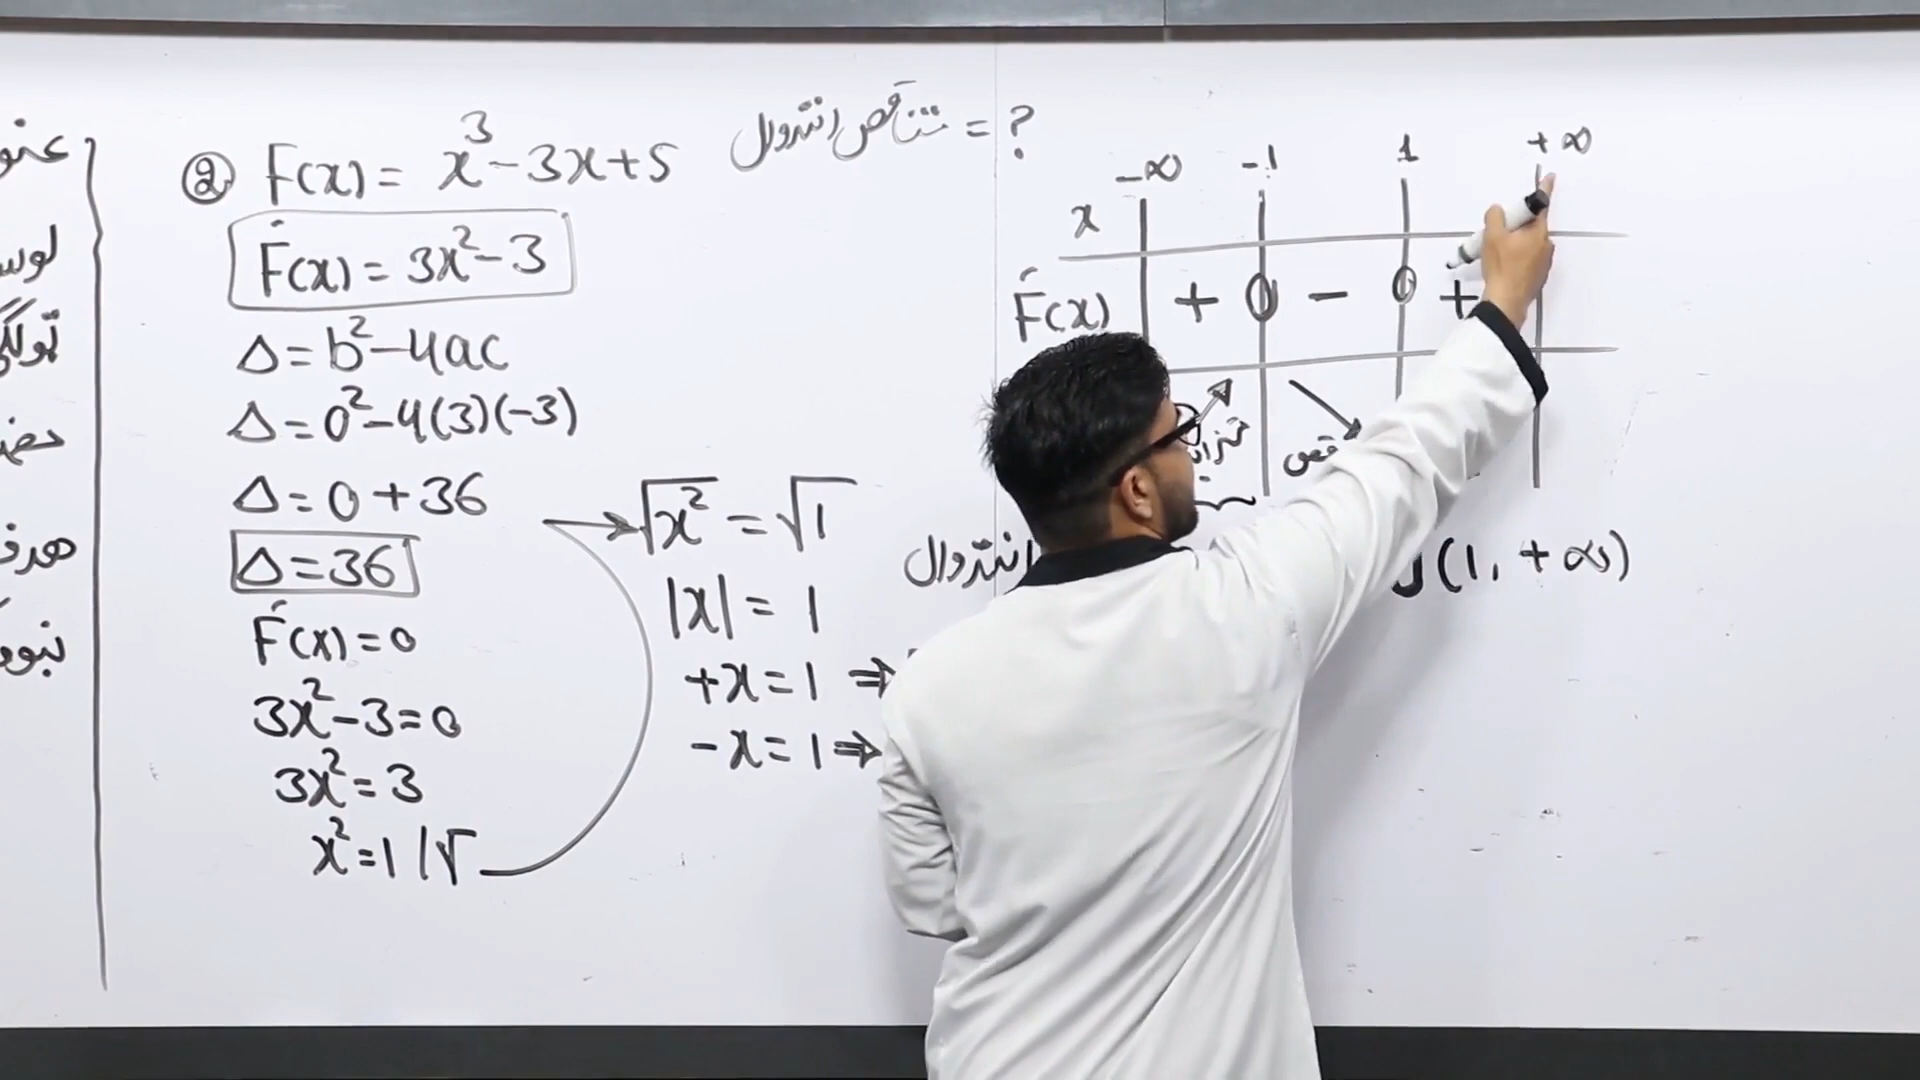 ② F(x) = x³ - 3x + 5 متناقص انتروال = ?
F́(x) = 3x² - 3
Δ = b² - 4ac
Δ = 0² - 4(3)(-3)
Δ = 0 + 36
Δ = 36
F́(x) = 0
3x² - 3 = 0
3x² = 3
x² = 1 /√
√x² = √1
|x| = 1
+x = 1 ⇒
-x = 1 ⇒
x -∞ -1 1 +∞
F́(x) + 0 - 0 +
انتروال
U (1, +∞)